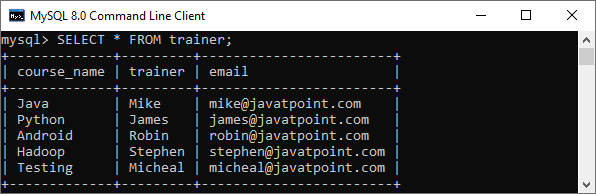 MySQL 8.0 Command Line Client
mysql> SELECT * FROM trainer;
+-------------+---------+------------------------+
| course_name | trainer | email                  |
+-------------+---------+------------------------+
| Java        | Mike    | mike@javatpoint.com    |
| Python      | James   | james@javatpoint.com   |
| Android     | Robin   | robin@javatpoint.com   |
| Hadoop      | Stephen | stephen@javatpoint.com |
| Testing     | Micheal | micheal@javatpoint.com |
+-------------+---------+------------------------+